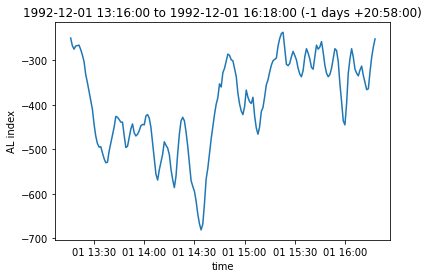 1992-12-01 13:16:00 to 1992-12-01 16:18:00 (-1 days +20:58:00)
AL index
−300
−400
−500
−600
−700
01 13:30 01 14:00 01 14:30 01 15:00 01 15:30 01 16:00
time